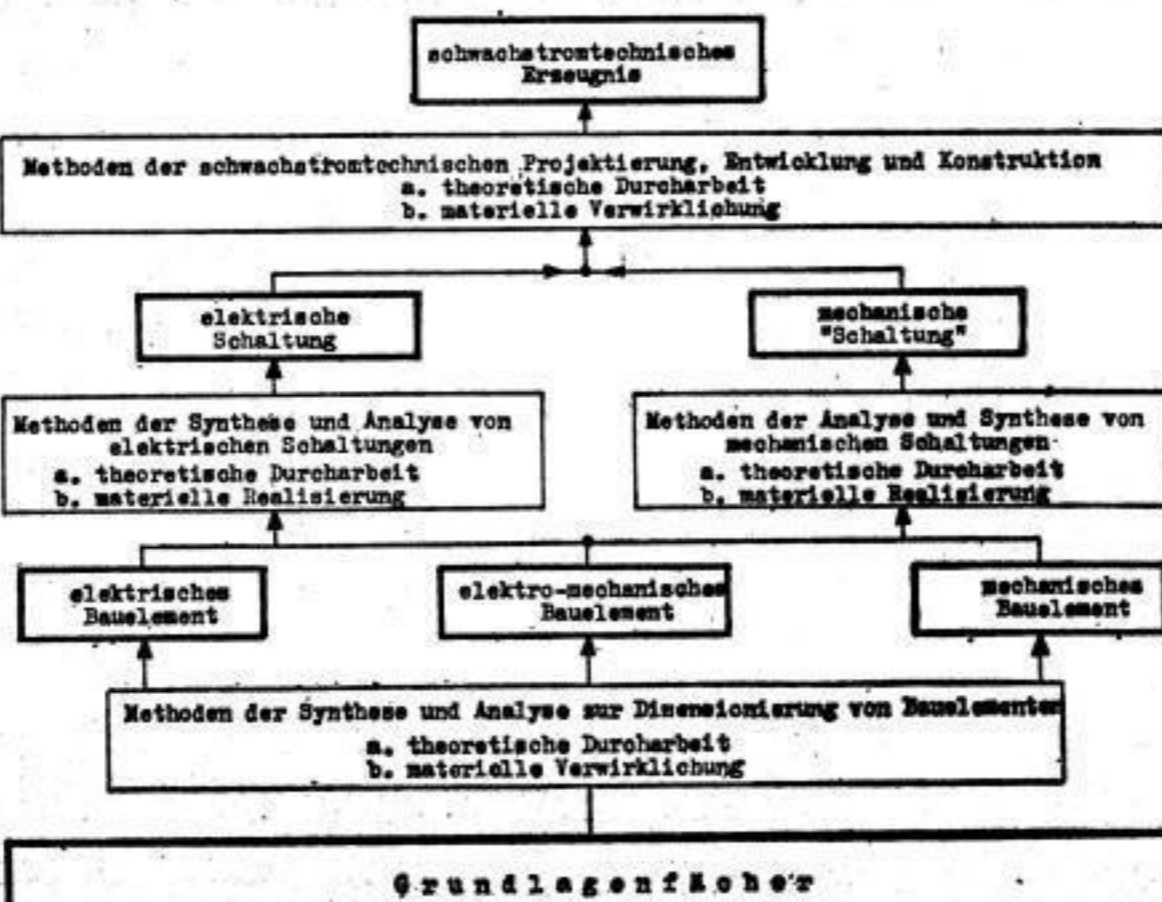 schwachstromtechnisches
Erzeugnis
Methoden der schwachstromtechnischen Projektierung, Entwicklung und Konstruktion
a. theoretische Durcharbeit
b. materielle Verwirklichung
elektrische
Schaltung
mechanische
"Schaltung"
Methoden der Synthese und Analyse von
elektrischen Schaltungen
a. theoretische Durcharbeit
b. materielle Realisierung
Methoden der Analyse und Synthese von
mechanischen Schaltungen
a. theoretische Durcharbeit
b. materielle Realisierung
elektrisches
Bauelement
elektro-mechanisches
Bauelement
mechanisches
Bauelement
Methoden der Synthese und Analyse zur Dimensionierung von Bauelementen
a. theoretische Durcharbeit
b. materielle Verwirklichung
Grundlagenfächer